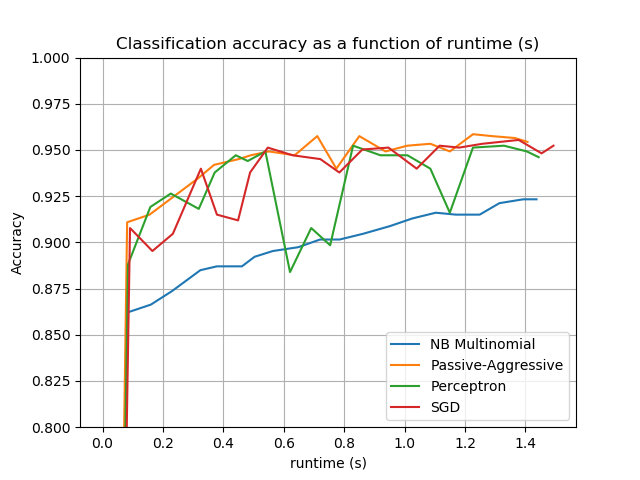 Classification accuracy as a function of runtime (s)
1.000
0.975
0.950
0.925
0.900
0.875
0.850
0.825
0.800
Accuracy
NB Multinomial
Passive-Aggressive
Perceptron
SGD
0.0 0.2 0.4 0.6 0.8 1.0 1.2 1.4
runtime (s)